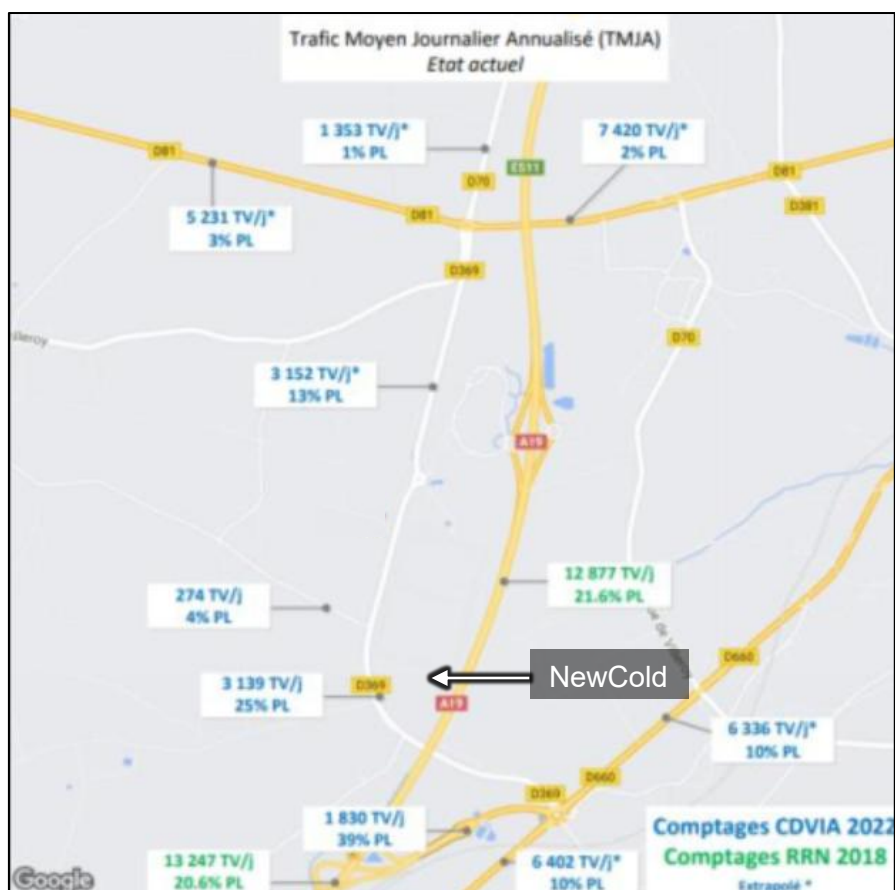 Trafic Moyen Journalier Annualisé (TMJA)
Etat actuel
1 353 TV/j*
1% PL
7 420 TV/j*
2% PL
D81
E511
D81
D70
5 231 TV/j*
3% PL
D81
D381
D369
D70
3 152 TV/j*
13% PL
A19
12 877 TV/j
21.6% PL
274 TV/j
4% PL
D660
NewCold
3 139 TV/j
25% PL
D369
A19
6 336 TV/j*
10% PL
D660
D369
1 830 TV/j
39% PL
Comptages CDVIA 2022
Comptages RRN 2018
Extrapolé *
13 247 TV/j
20.6% PL
6 402 TV/j*
10% PL
Google